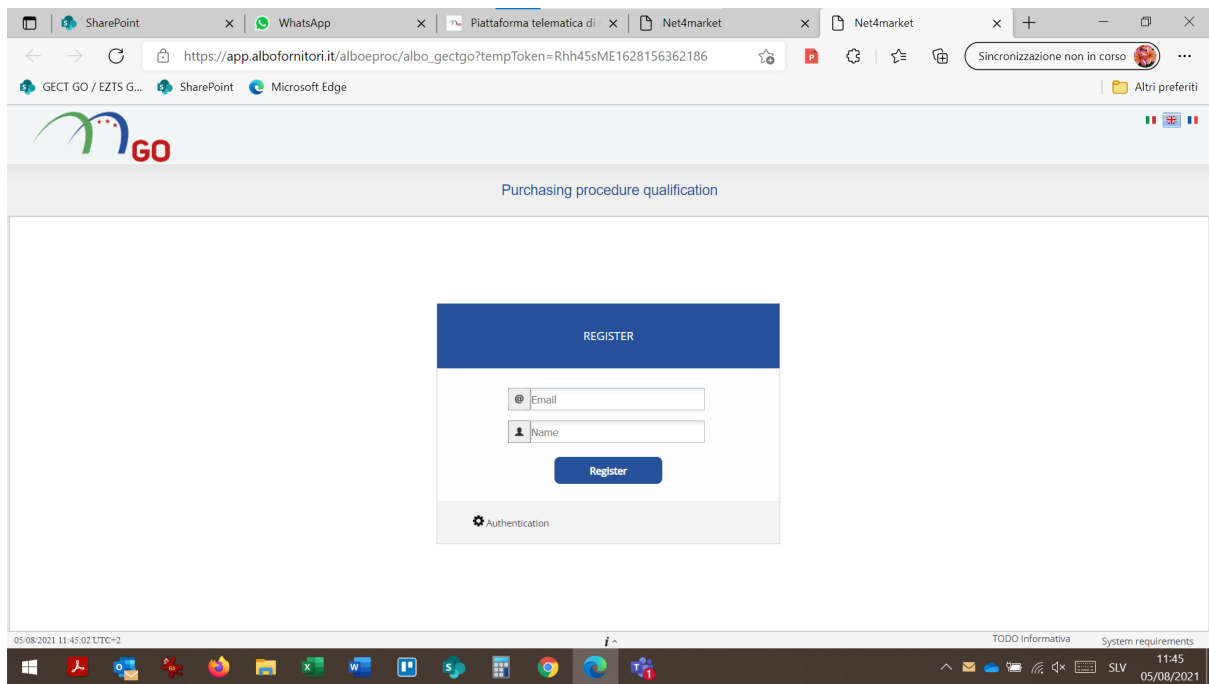 SharePoint
WhatsApp
Piattaforma telematica di
Net4market
Net4market
https://app.albofornitori.it/alboeproc/albo_gectgo?tempToken=Rhh45sME1628156362186
Sincronizzazione non in corso
GECT GO / EZTS G...
SharePoint
Microsoft Edge
Altri preferiti
GO
Purchasing procedure qualification
REGISTER
@ Email
Name
Register
Authentication
05/08/2021 11:45:02 UTC+2
i
TODO Informativa
System requirements
SLV
11:45
05/08/2021